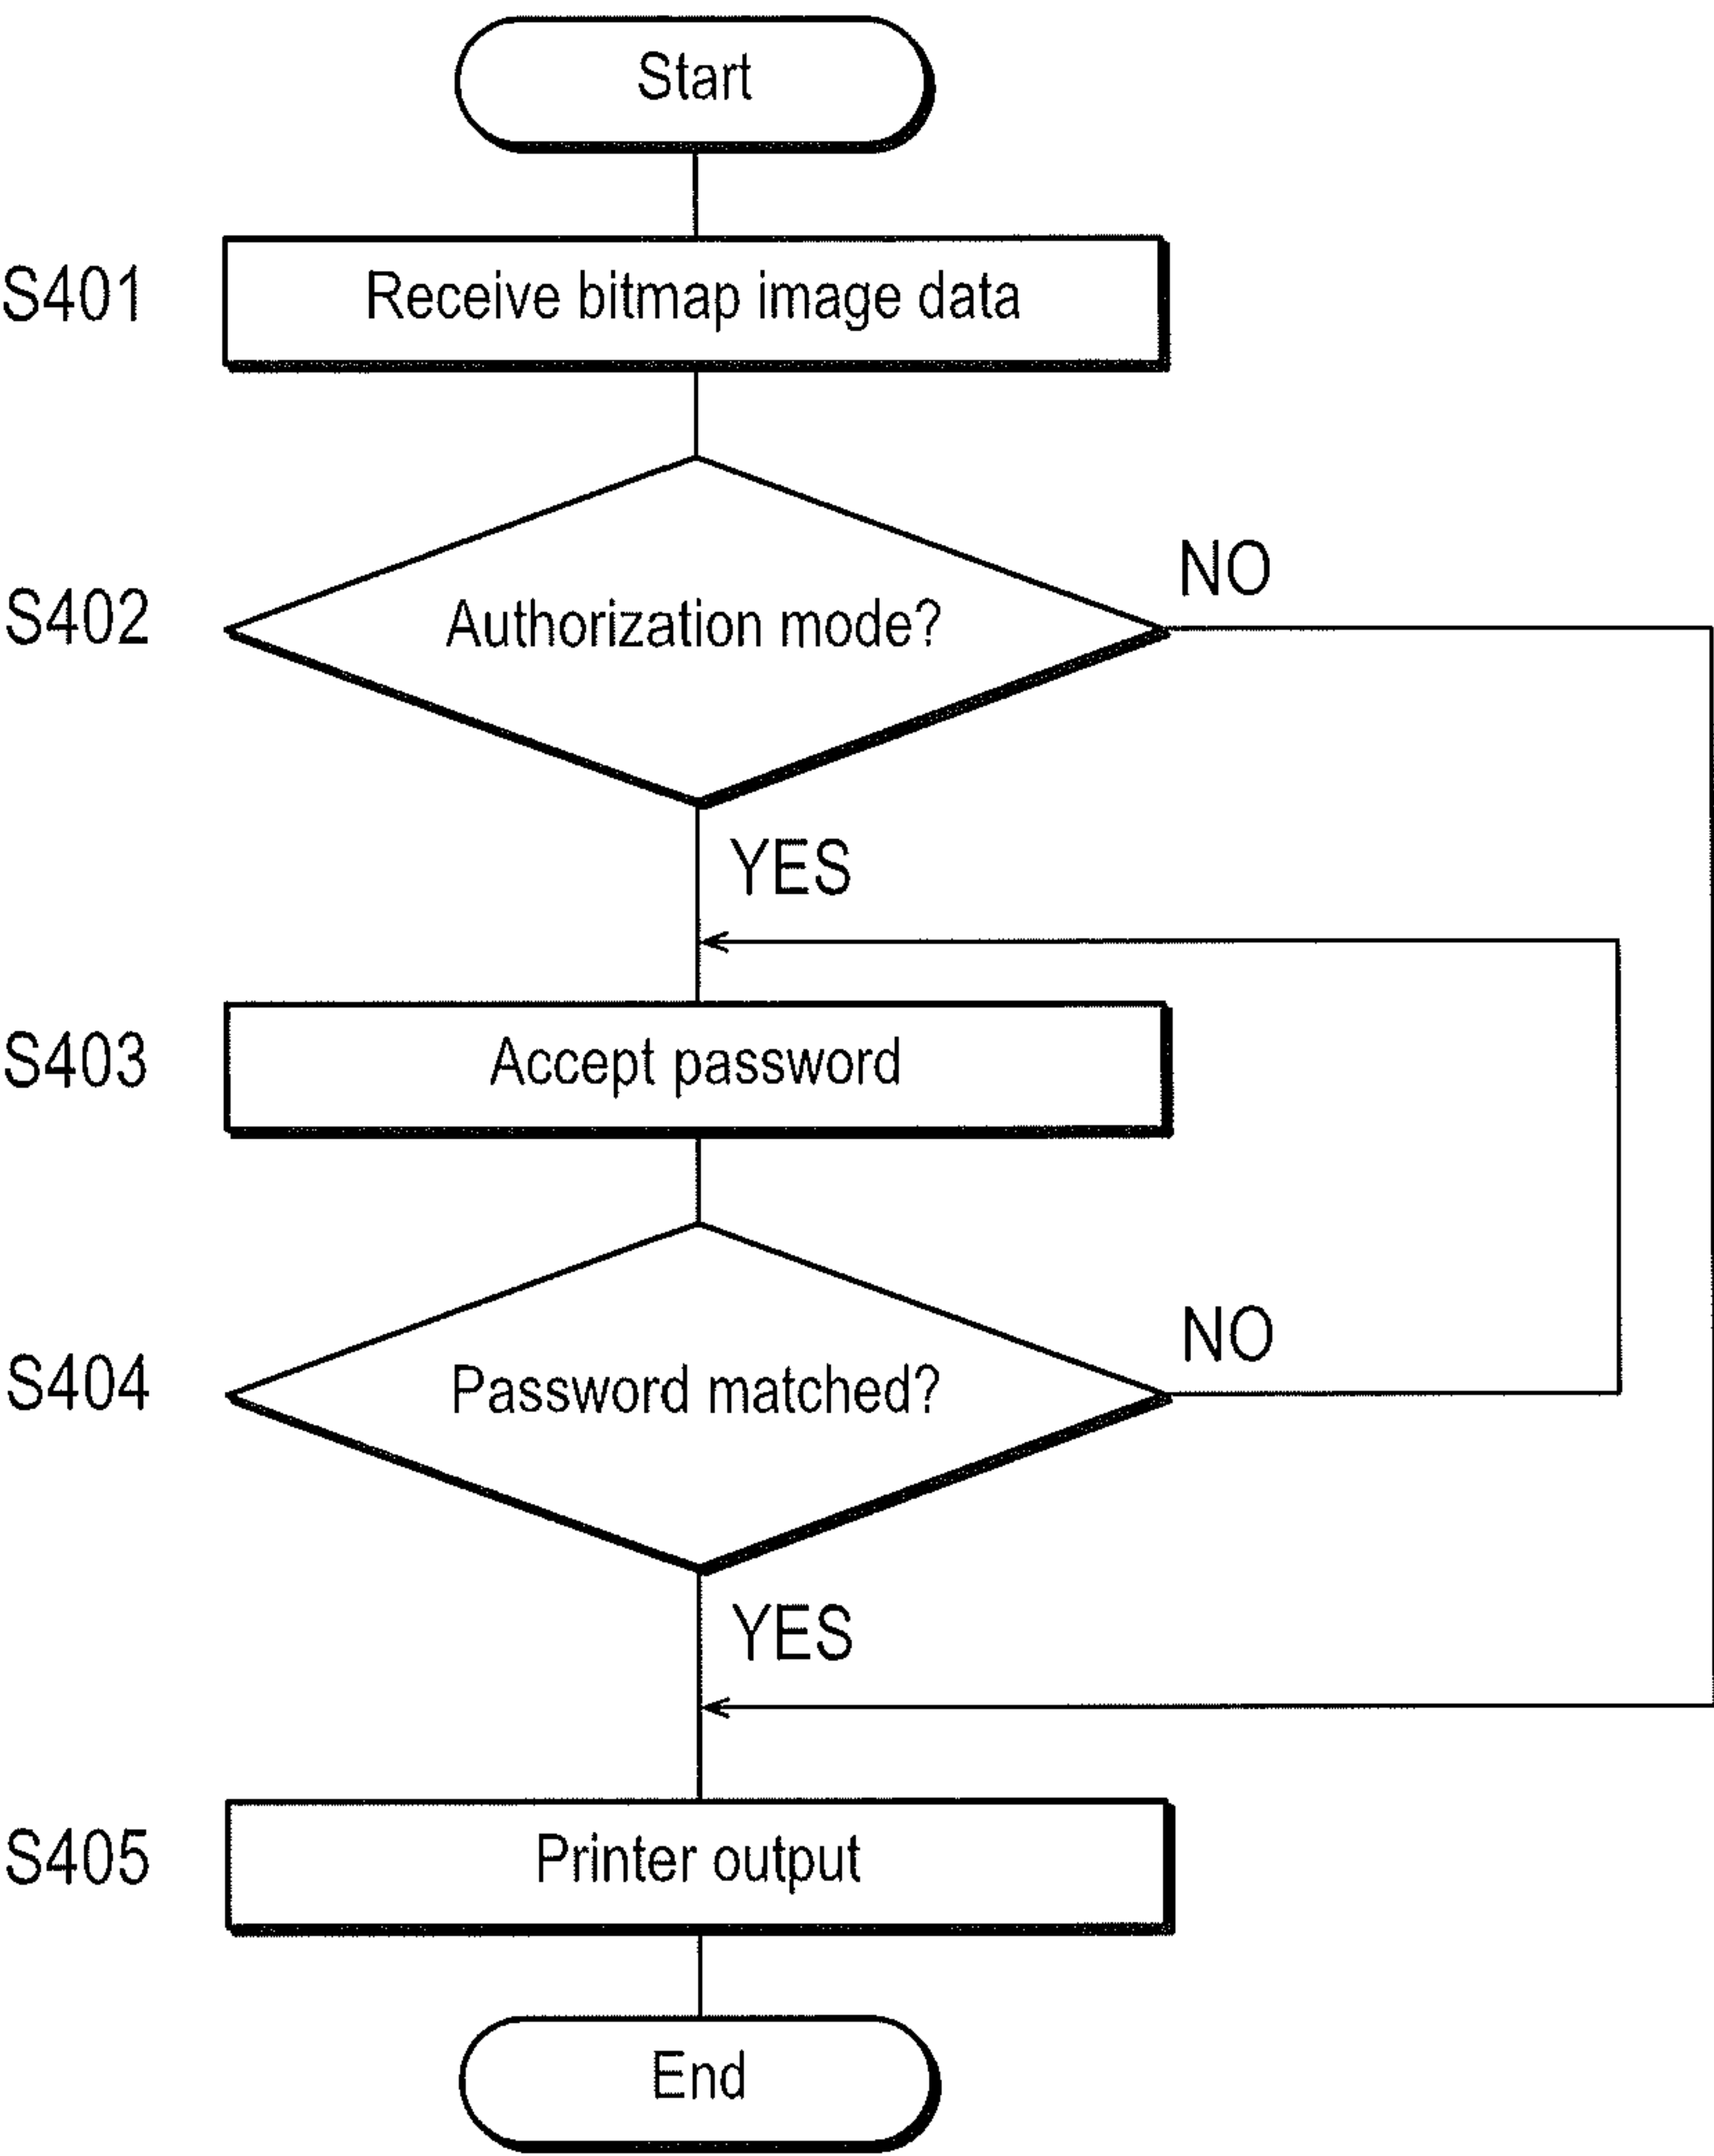 Start
S401
Receive bitmap image data
S402
Authorization mode?
NO
YES
S403
Accept password
S404
Password matched?
NO
YES
S405
Printer output
End